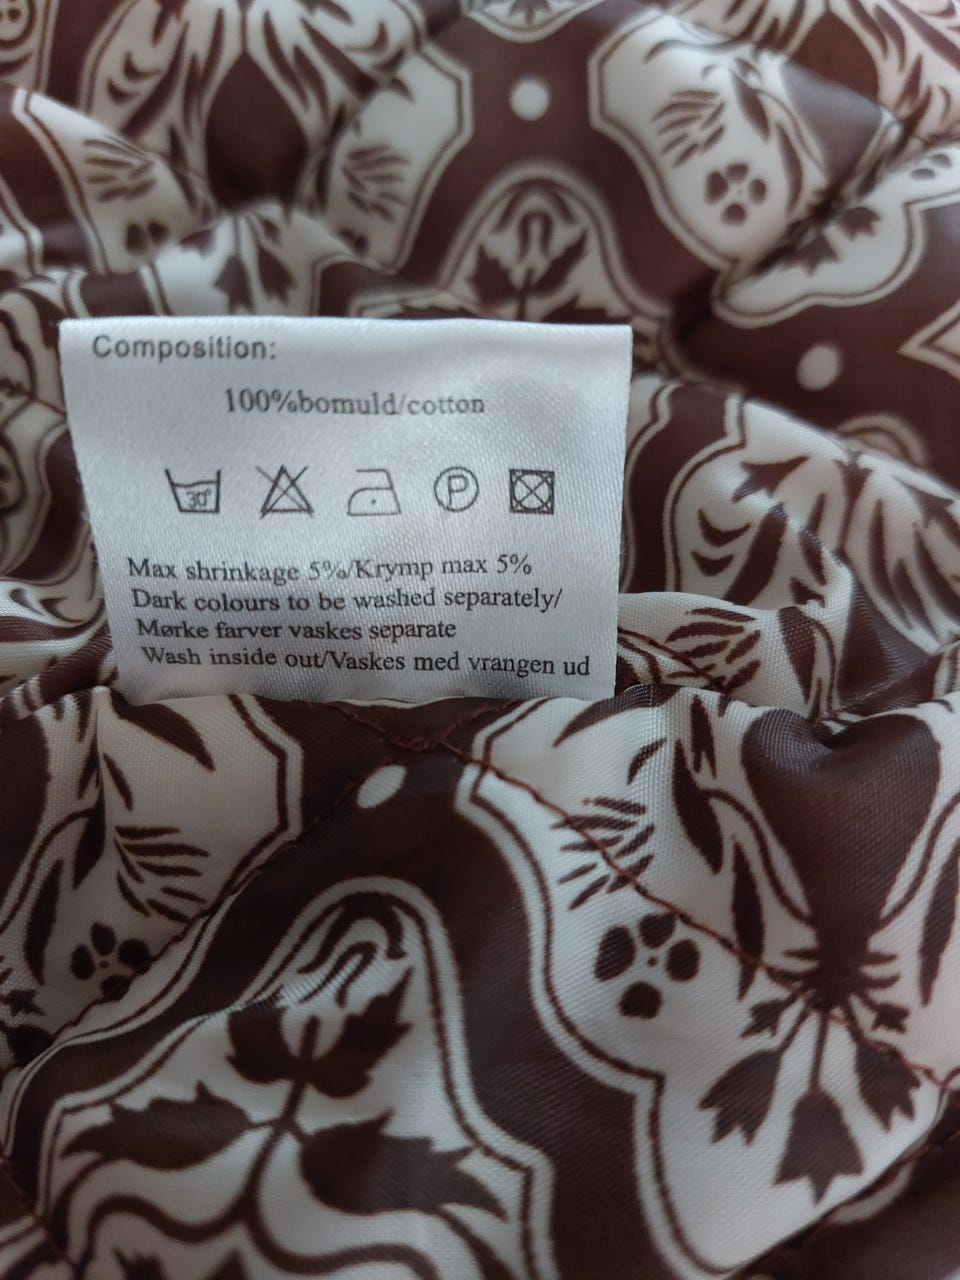 Composition:
100%bomuld/cotton
30° P
Max shrinkage 5%/Krymp max 5%
Dark colours to be washed separately/
Mørke farver vaskes separate
Wash inside out/Vaskes med vrangen ud